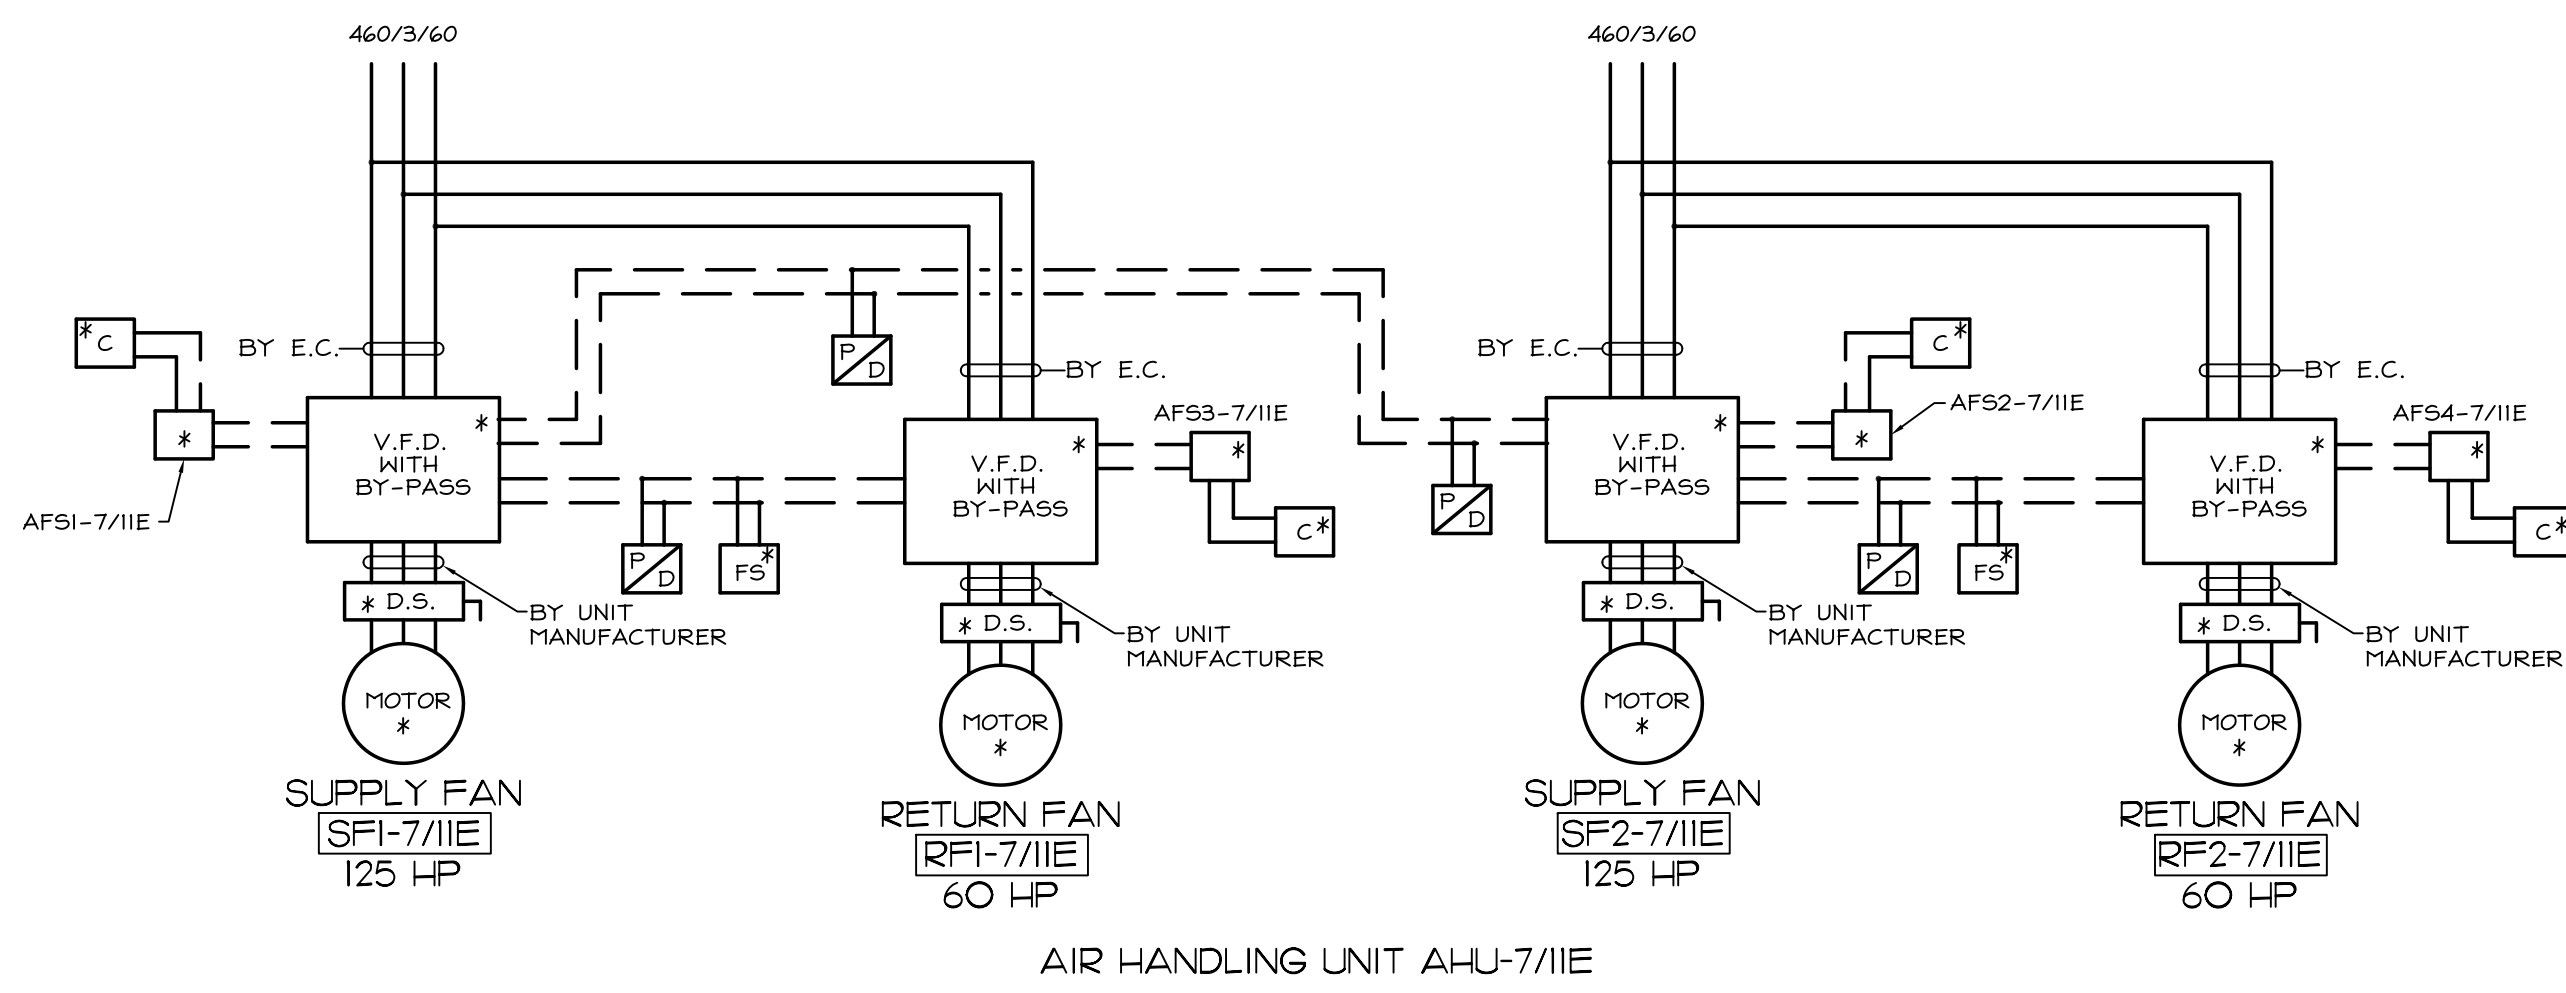 460/3/60
460/3/60
* C
BY E.C.
*
AFS1-7/11E
*
V.F.D.
WITH
BY-PASS
P
D
BY E.C.
AFS3-7/11E
*
V.F.D.
WITH
BY-PASS
*
C *
P
D
FS *
* D.S.
BY UNIT
MANUFACTURER
MOTOR
*
SUPPLY FAN
SF1-7/11E
125 HP
* D.S.
BY UNIT
MANUFACTURER
MOTOR
*
RETURN FAN
RF1-7/11E
60 HP
BY E.C.
C *
AFS2-7/11E
*
*
V.F.D.
WITH
BY-PASS
P
D
BY E.C.
AFS4-7/11E
*
V.F.D.
WITH
BY-PASS
*
C *
P
D
FS *
* D.S.
BY UNIT
MANUFACTURER
MOTOR
*
SUPPLY FAN
SF2-7/11E
125 HP
* D.S.
BY UNIT
MANUFACTURER
MOTOR
*
RETURN FAN
RF2-7/11E
60 HP
AIR HANDLING UNIT AHU-7/11E